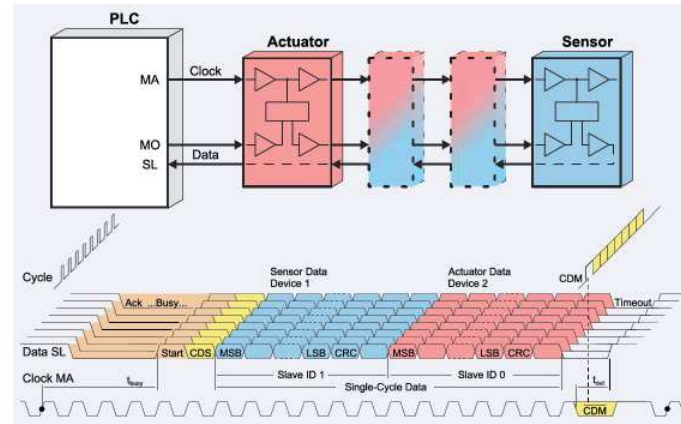 PLC
Actuator
Sensor
MA
Clock
MO
SL
Data
Cycle
CDM
Sensor Data
Device 1
Actuator Data
Device 2
Ack ...Busy...
Timeout
Data SL
Start CDS MSB LSB CRC MSB LSB CRC
Clock MA
tbusy
Slave ID 1
Slave ID 0
Single-Cycle Data
tout
CDM